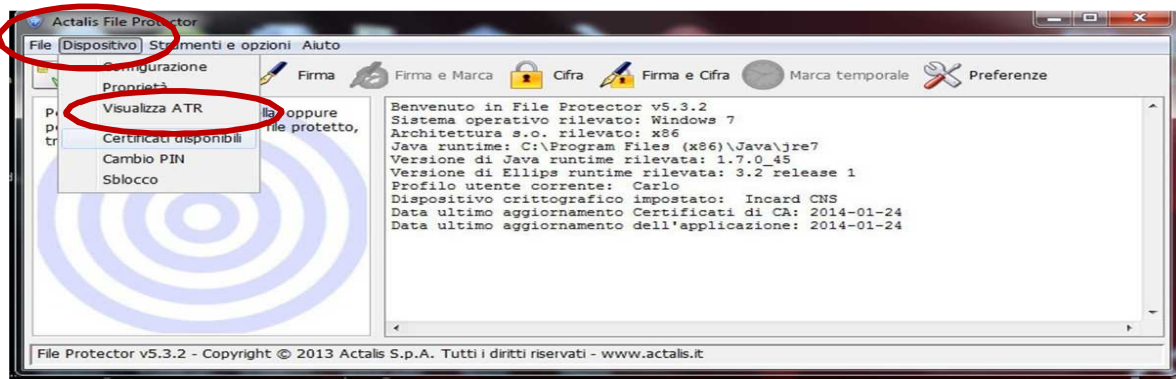 Actalis File Protector
File Dispositivo Strumenti e opzioni Aiuto
Configurazione
Proprietà
Visualizza ATR
Certificati disponibili
Cambio PIN
Sblocco
Firma
Firma e Marca
Cifra
Firma e Cifra
Marca temporale
Preferenze
oppure
file protetto,
Benvenuto in File Protector v5.3.2
Sistema operativo rilevato: Windows 7
Architettura s.o. rilevato: x86
Java runtime: C:\Program Files (x86)\Java\jre7
Versione di Java runtime rilevata: 1.7.0_45
Versione di Ellips runtime rilevata: 3.2 release 1
Profilo utente corrente: Carlo
Dispositivo crittografico impostato: Incard CNS
Data ultimo aggiornamento Certificati di CA: 2014-01-24
Data ultimo aggiornamento dell'applicazione: 2014-01-24
File Protector v5.3.2 - Copyright © 2013 Actalis S.p.A. Tutti i diritti riservati - www.actalis.it